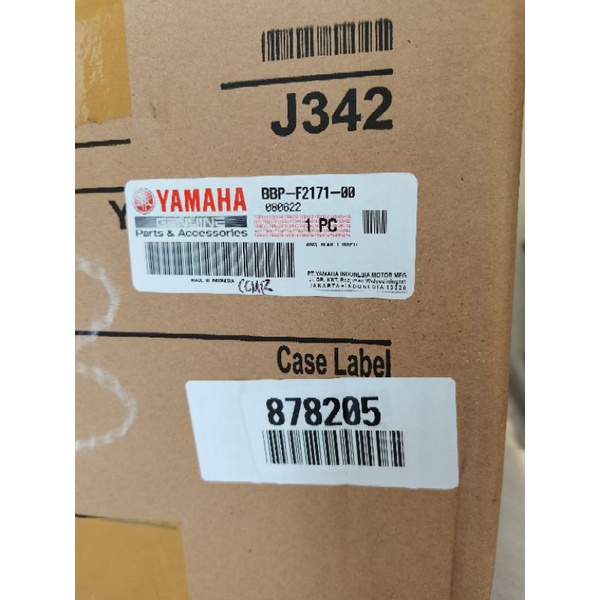 J342
Y
YAMAHA
BBP-F2171-00
080622
GENUINE
Parts & Accessories
1 PC
MADE IN INDONESIA
PT.YAMAHA INDONESIA MOTOR MFG
JAKARTA-INDONESIA 13920
Case Label
878205